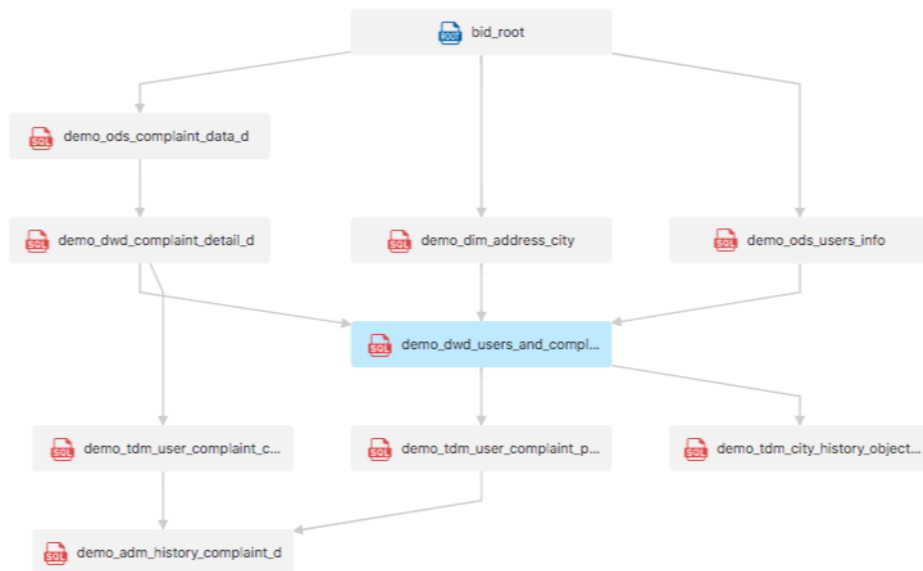 ROOT bid_root
SQL demo_ods_complaint_data_d
SQL demo_dwd_complaint_detail_d
SQL demo_dim_address_city
SQL demo_ods_users_info
SQL demo_dwd_users_and_compl...
SQL demo_tdm_user_complaint_c...
SQL demo_tdm_user_complaint_p...
SQL demo_tdm_city_history_object...
SQL demo_adm_history_complaint_d